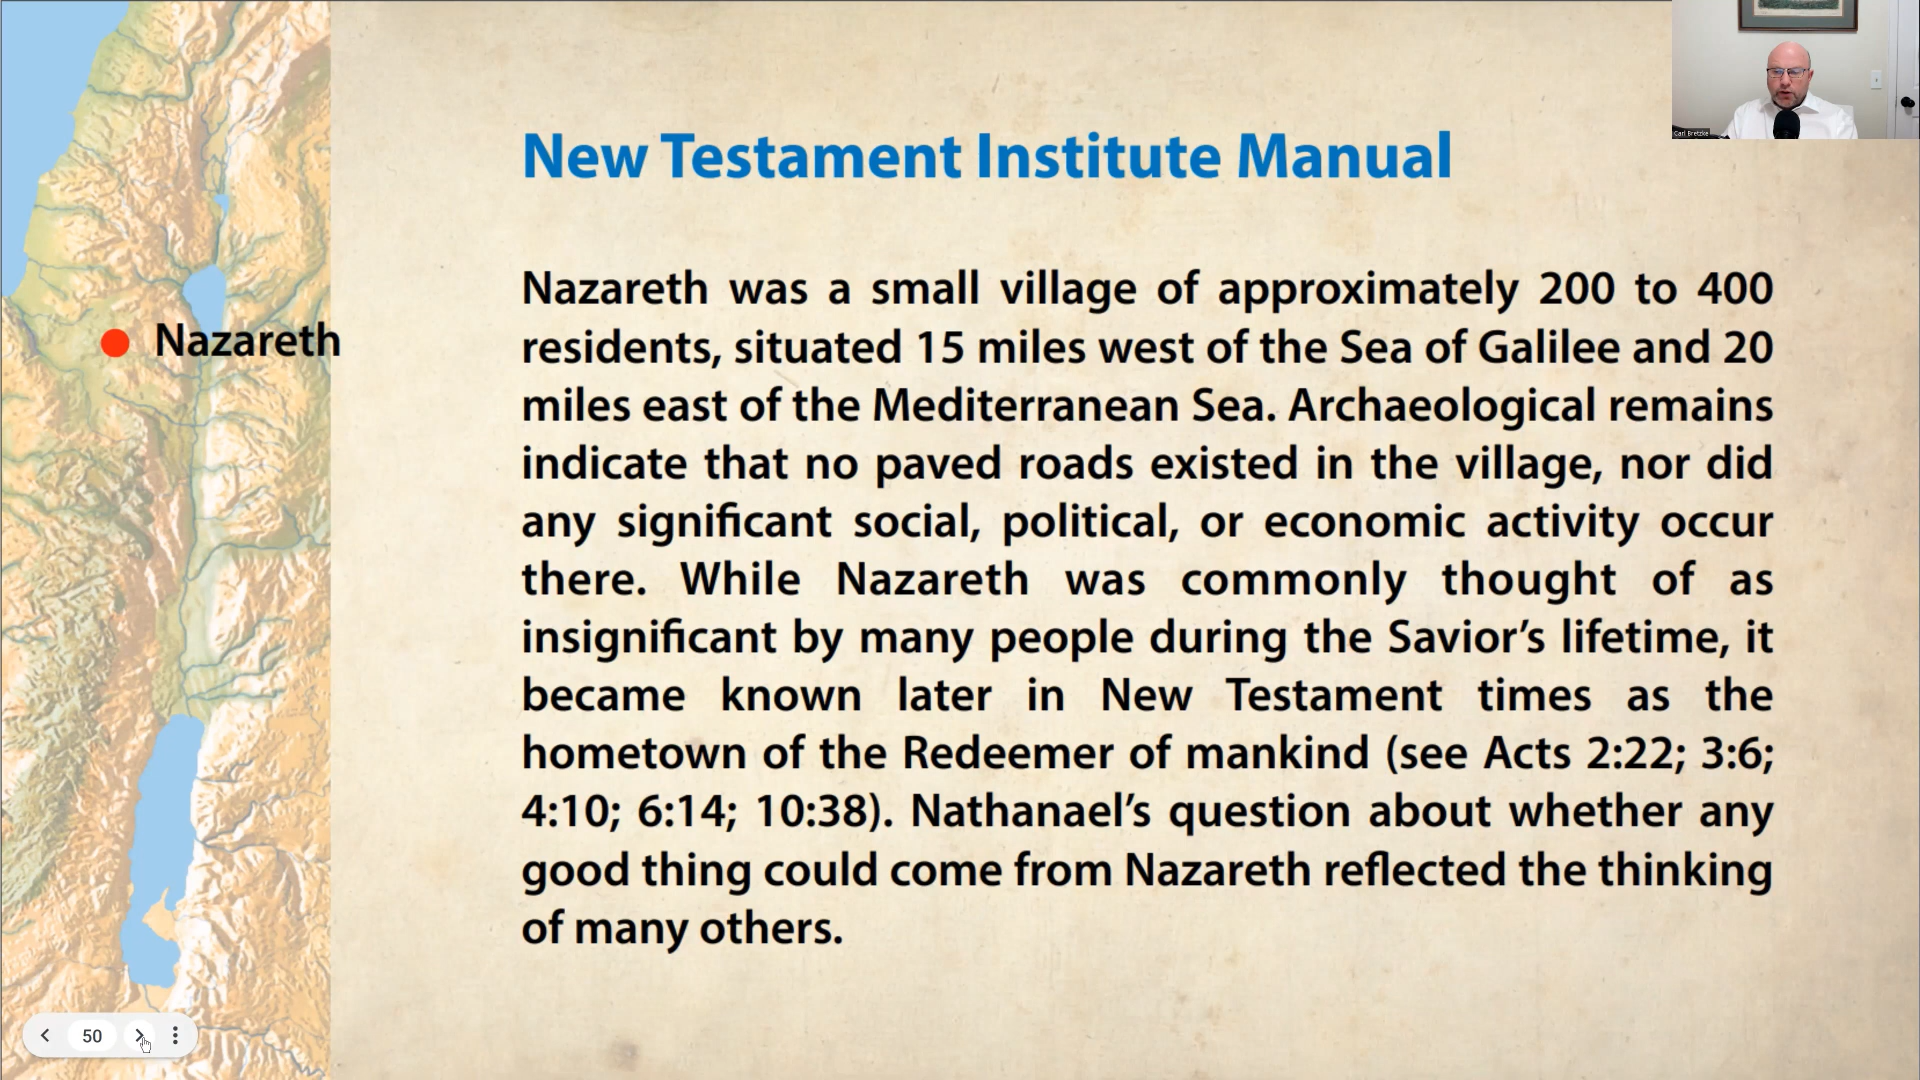 New Testament Institute Manual
Carl Bretzke
Nazareth
Nazareth was a small village of approximately 200 to 400
residents, situated 15 miles west of the Sea of Galilee and 20
miles east of the Mediterranean Sea. Archaeological remains
indicate that no paved roads existed in the village, nor did
any significant social, political, or economic activity occur
there. While Nazareth was commonly thought of as
insignificant by many people during the Savior’s lifetime, it
became known later in New Testament times as the
hometown of the Redeemer of mankind (see Acts 2:22; 3:6;
4:10; 6:14; 10:38). Nathanael’s question about whether any
good thing could come from Nazareth reflected the thinking
of many others.
50